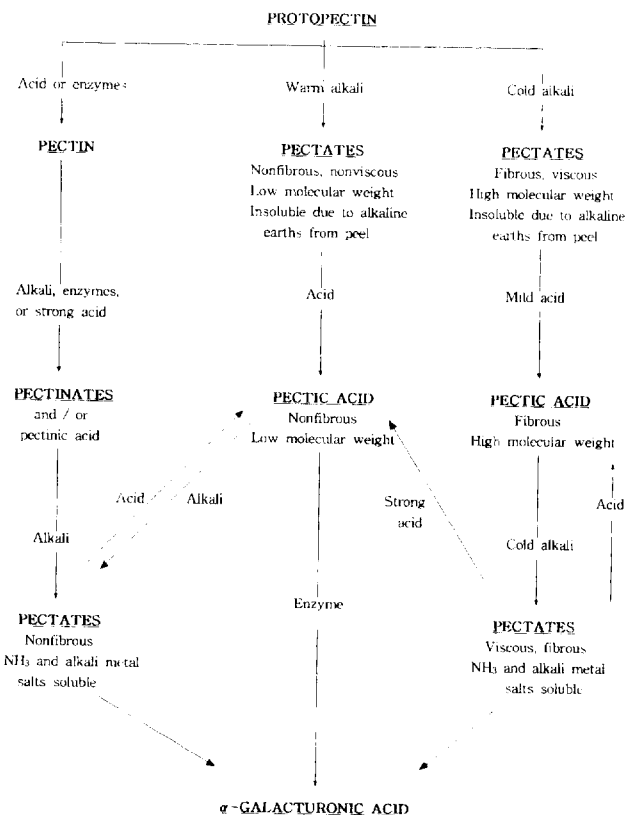 PROTOPECTIN
Acid or enzymes
Warm alkali
Cold alkali
PECTIN
PECTATES
Nonfibrous, nonviscous
Low molecular weight
Insoluble due to alkaline
earths from peel
PECTATES
Fibrous, viscous
High molecular weight
Insoluble due to alkaline
earths from peel
Alkali, enzymes,
or strong acid
Acid
Mild acid
PECTINATES
and / or
pectinic acid
PECTIC ACID
Nonfibrous
Low molecular weight
PECTIC ACID
Fibrous
High molecular weight
Acid
Alkali
Strong
acid
Acid
Alkali
Cold alkali
Enzyme
PECTATES
Nonfibrous
NH₃ and alkali metal
salts soluble
PECTATES
Viscous, fibrous
NH₃ and alkali metal
salts soluble
α-GALACTURONIC ACID